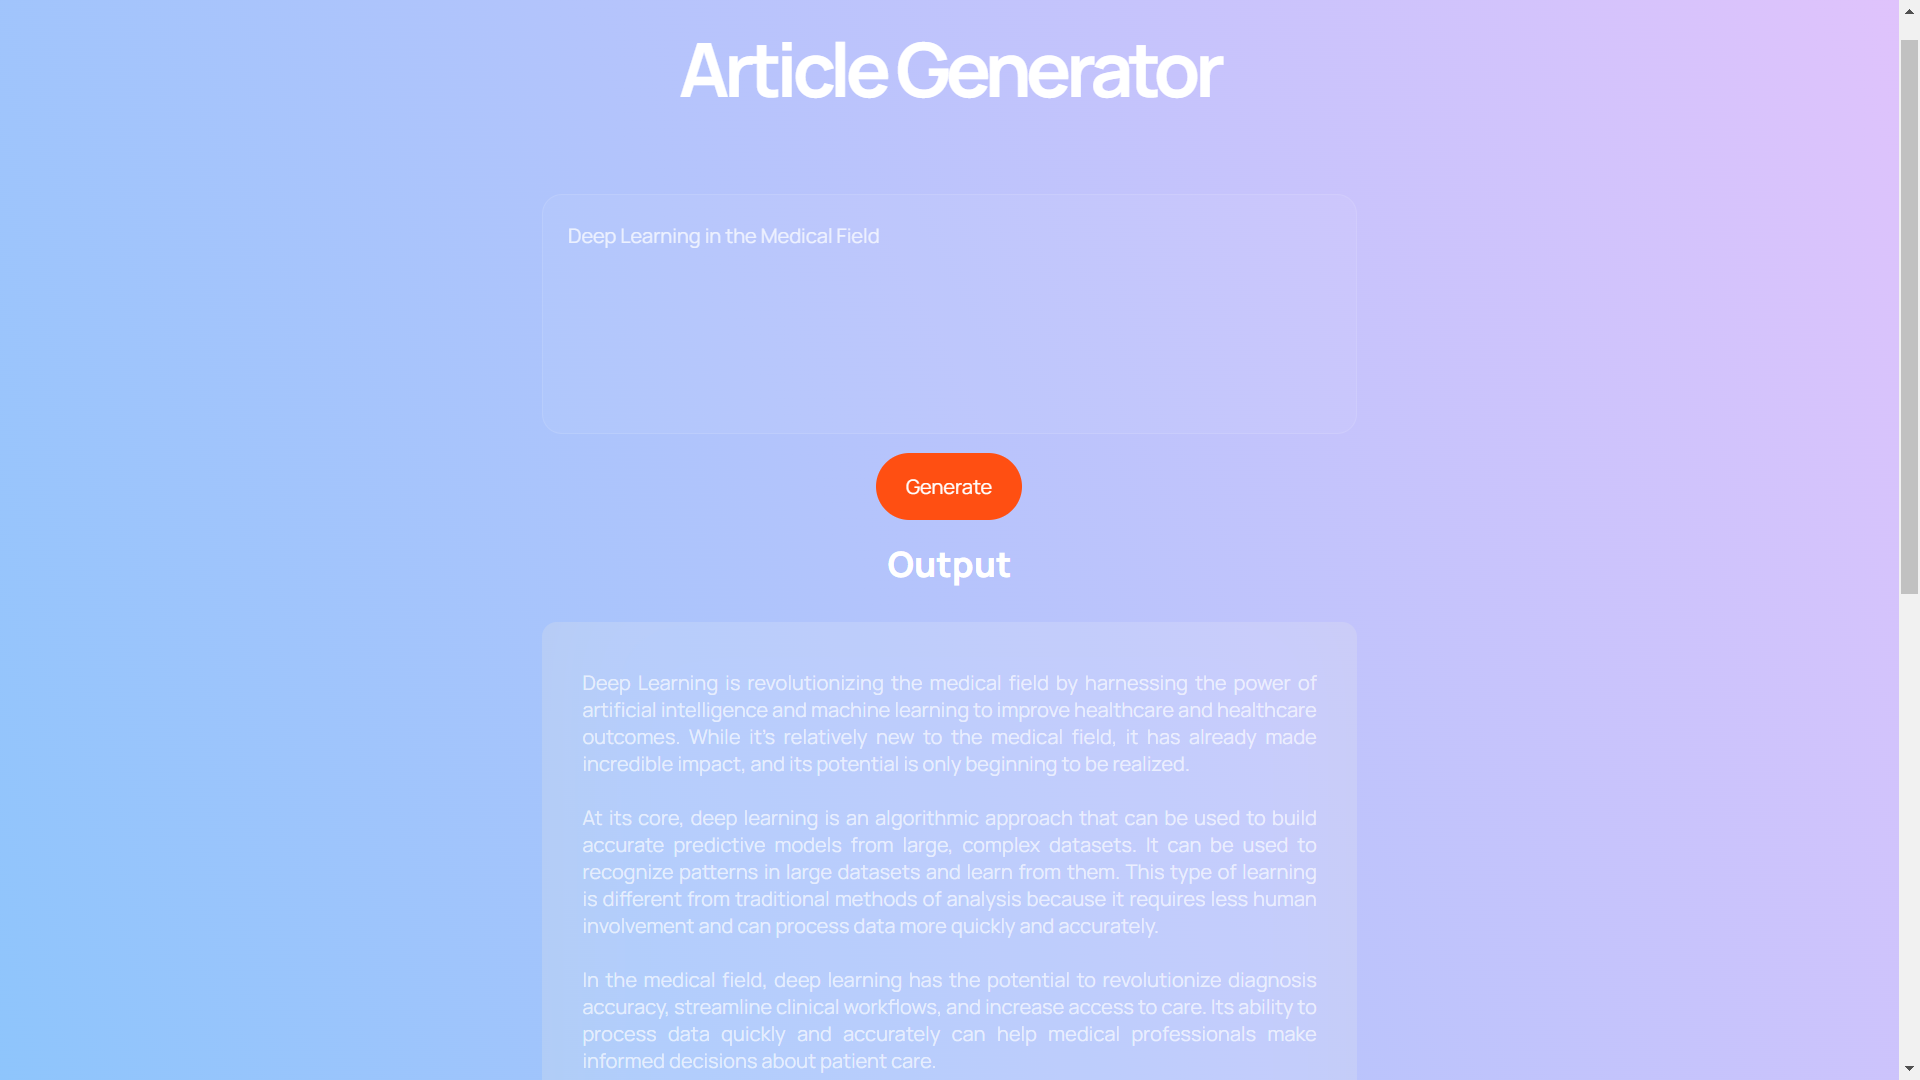 Article Generator
Deep Learning in the Medical Field
Generate
Output
Deep Learning is revolutionizing the medical field by harnessing the power of
artificial intelligence and machine learning to improve healthcare and healthcare
outcomes. While it's relatively new to the medical field, it has already made
incredible impact, and its potential is only beginning to be realized.
At its core, deep learning is an algorithmic approach that can be used to build
accurate predictive models from large, complex datasets. It can be used to
recognize patterns in large datasets and learn from them. This type of learning
is different from traditional methods of analysis because it requires less human
involvement and can process data more quickly and accurately.
In the medical field, deep learning has the potential to revolutionize diagnosis
accuracy, streamline clinical workflows, and increase access to care. Its ability to
process data quickly and accurately can help medical professionals make
informed decisions about patient care.